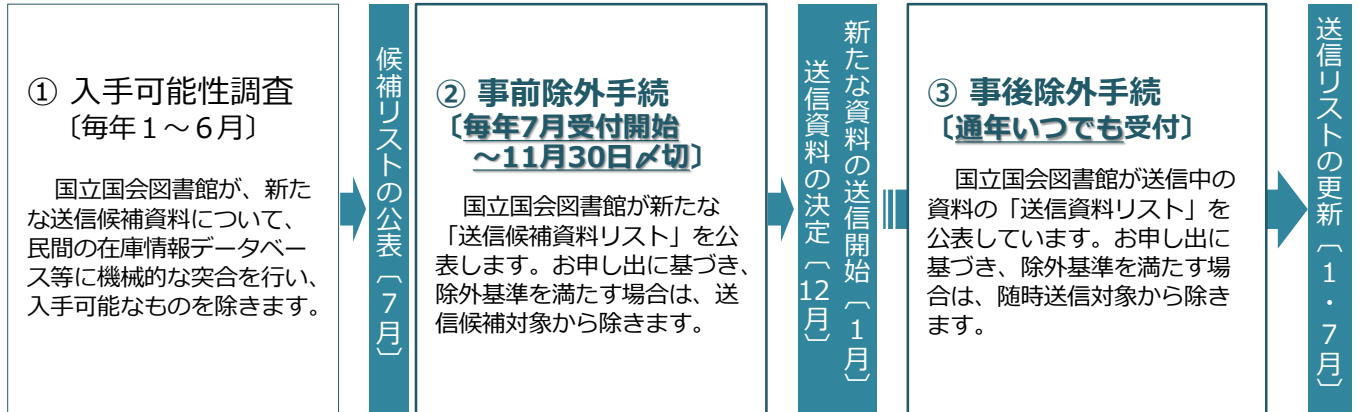 ① 入手可能性調査
〔毎年１～６月〕
国立国会図書館が、新た
な送信候補資料について、
民間の在庫情報データベー
ス等に機械的な突合を行い、
入手可能なものを除きます。
候補リストの公表〔７月〕
② 事前除外手続
〔毎年7月受付開始
～11月30日〆切〕
国立国会図書館が新たな
「送信候補資料リスト」を公
表します。お申し出に基づき、
除外基準を満たす場合は、送
信候補対象から除きます。
新たな資料の送信開始〔１月〕
送信資料の決定〔12月〕
③ 事後除外手続
〔通年いつでも受付〕
国立国会図書館が送信中の
資料の「送信資料リスト」を
公表しています。お申し出に
基づき、除外基準を満たす場
合は、随時送信対象から除き
ます。
送信リストの更新〔１・７月〕